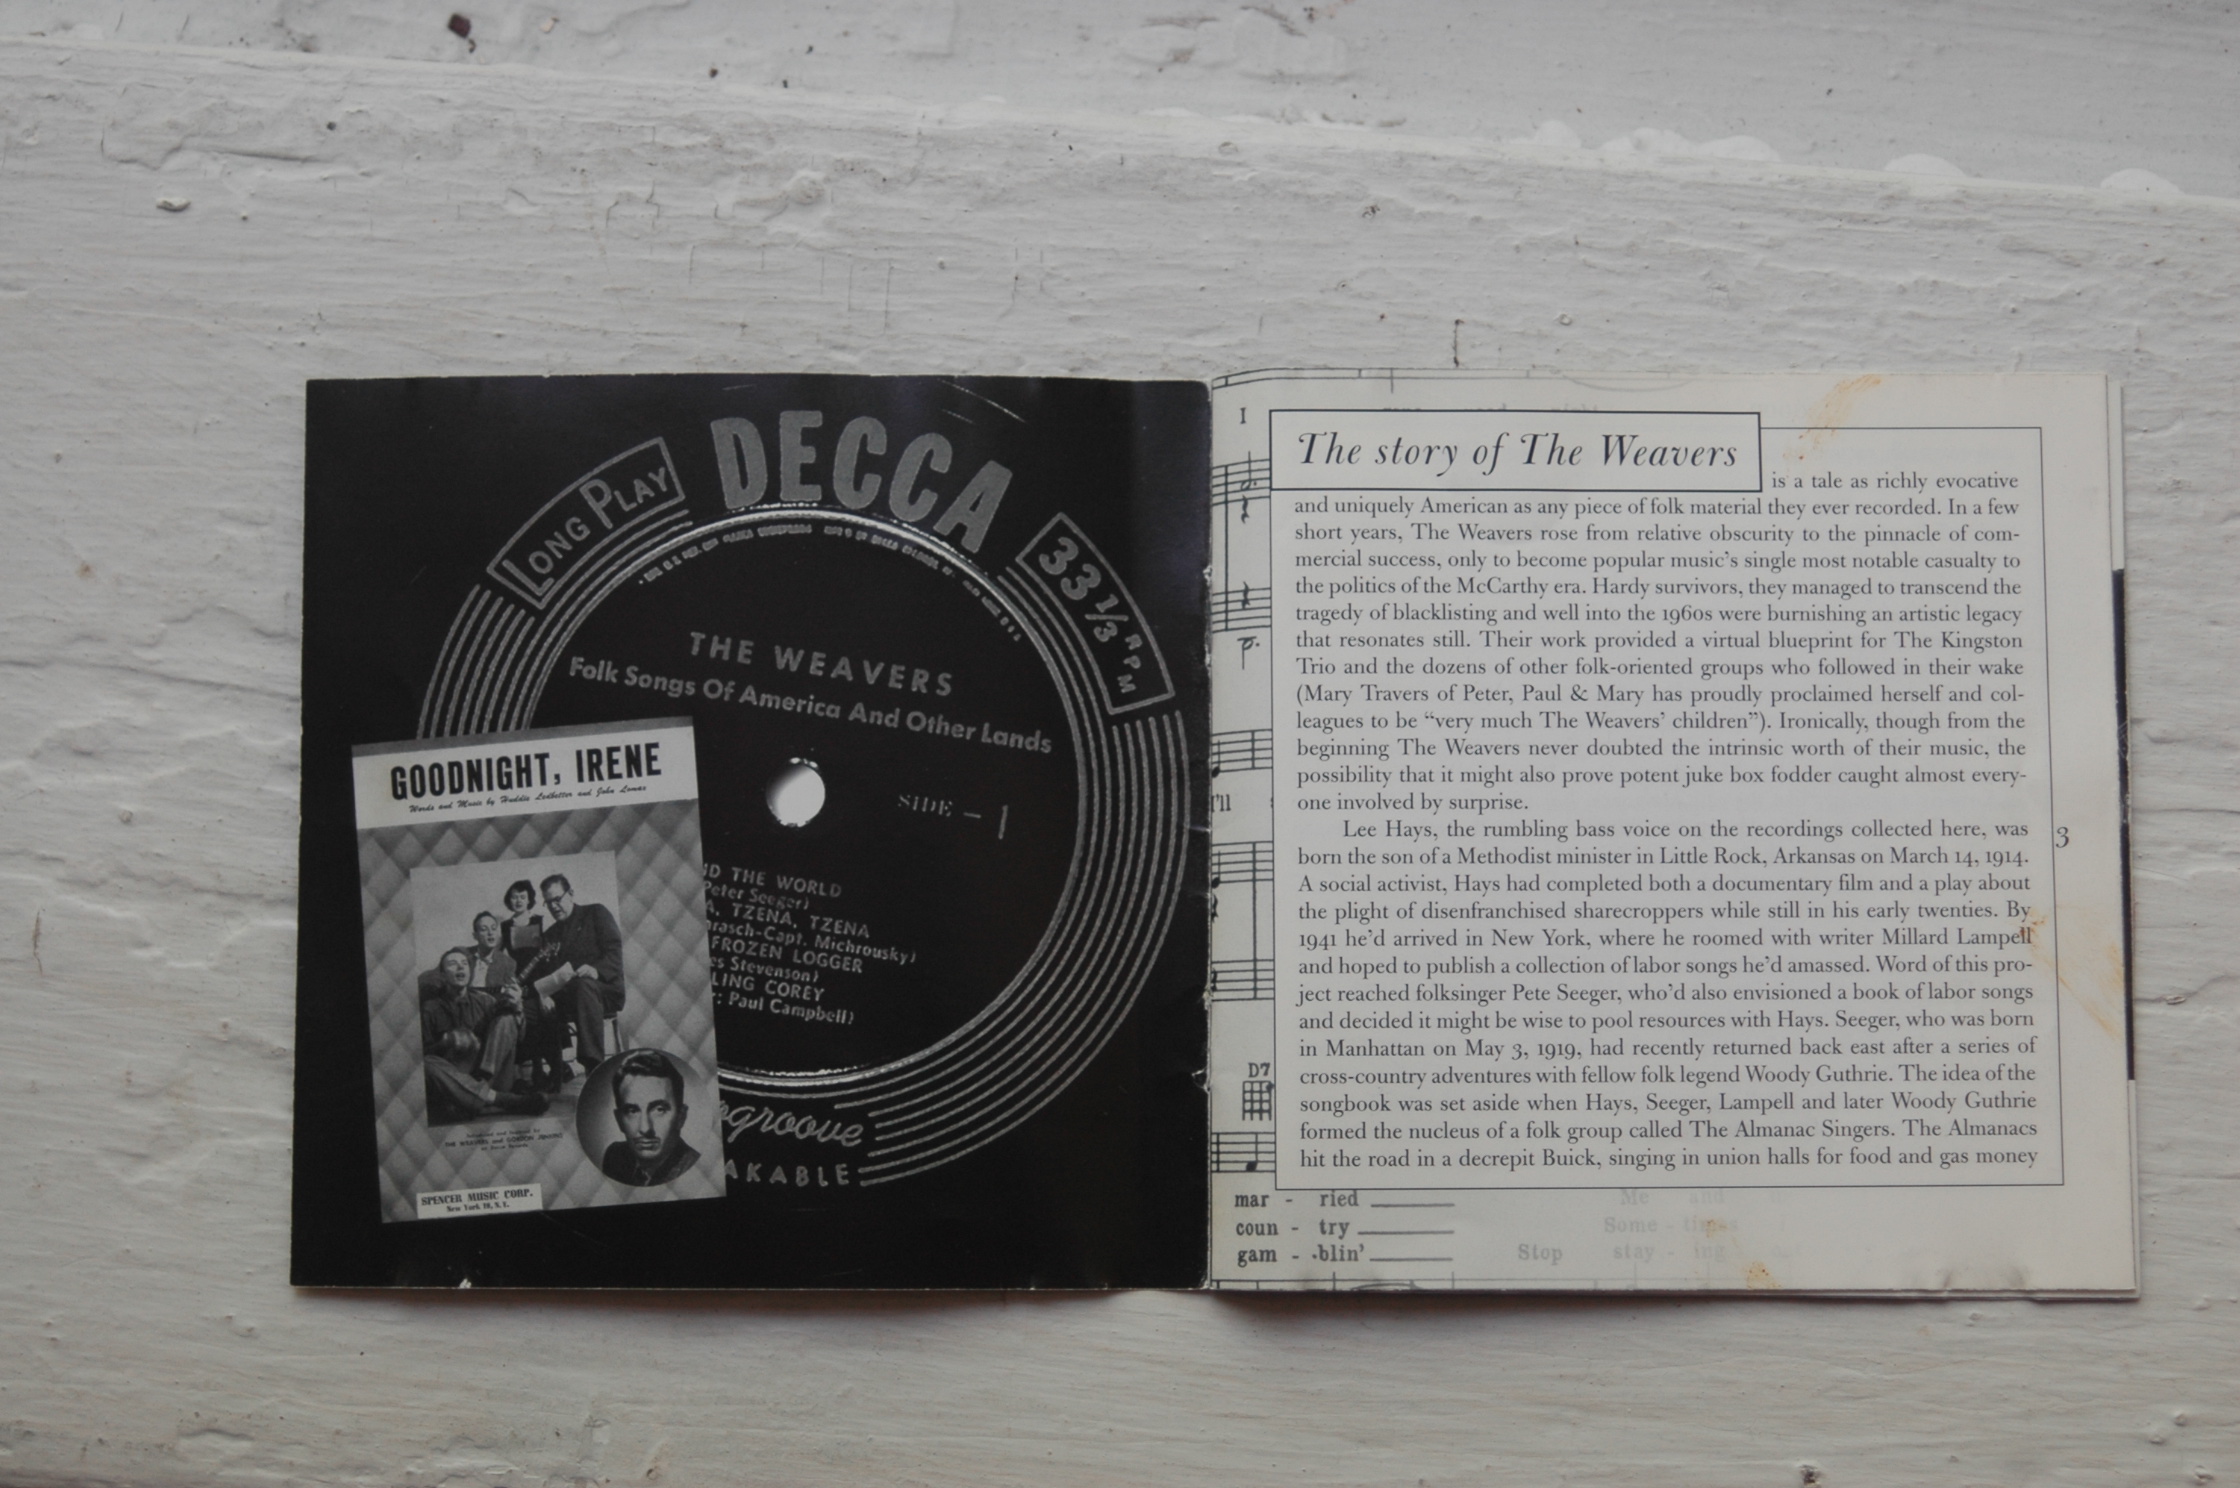 LONG PLAY
DECCA
33 1/3 RPM
THE WEAVERS
Folk Songs Of America And Other Lands
SIDE - 1
ND THE WORLD
Peter Seeger)
A, TZENA, TZENA
rasch-Capt. Michrousky)
FROZEN LOGGER
es Stevenson)
LING COREY
: Paul Campbell)
groove
AKABLE
GOODNIGHT, IRENE
Words and Music by Huddie Ledbetter and John Lomax
SPENCER MUSIC CORP.
New York 19, N.Y.
I
I'll
D7
mar - ried
coun - try
gam - blin'
Me and
Some - times
Stop stay - ing
The story of The Weavers
is a tale as richly evocative
and uniquely American as any piece of folk material they ever recorded. In a few
short years, The Weavers rose from relative obscurity to the pinnacle of com-
mercial success, only to become popular music's single most notable casualty to
the politics of the McCarthy era. Hardy survivors, they managed to transcend the
tragedy of blacklisting and well into the 1960s were burnishing an artistic legacy
that resonates still. Their work provided a virtual blueprint for The Kingston
Trio and the dozens of other folk-oriented groups who followed in their wake
(Mary Travers of Peter, Paul & Mary has proudly proclaimed herself and col-
leagues to be “very much The Weavers' children”). Ironically, though from the
beginning The Weavers never doubted the intrinsic worth of their music, the
possibility that it might also prove potent juke box fodder caught almost every-
one involved by surprise.
Lee Hays, the rumbling bass voice on the recordings collected here, was
born the son of a Methodist minister in Little Rock, Arkansas on March 14, 1914.
A social activist, Hays had completed both a documentary film and a play about
the plight of disenfranchised sharecroppers while still in his early twenties. By
1941 he'd arrived in New York, where he roomed with writer Millard Lampell
and hoped to publish a collection of labor songs he'd amassed. Word of this pro-
ject reached folksinger Pete Seeger, who'd also envisioned a book of labor songs
and decided it might be wise to pool resources with Hays. Seeger, who was born
in Manhattan on May 3, 1919, had recently returned back east after a series of
cross-country adventures with fellow folk legend Woody Guthrie. The idea of the
songbook was set aside when Hays, Seeger, Lampell and later Woody Guthrie
formed the nucleus of a folk group called The Almanac Singers. The Almanacs
hit the road in a decrepit Buick, singing in union halls for food and gas money
3